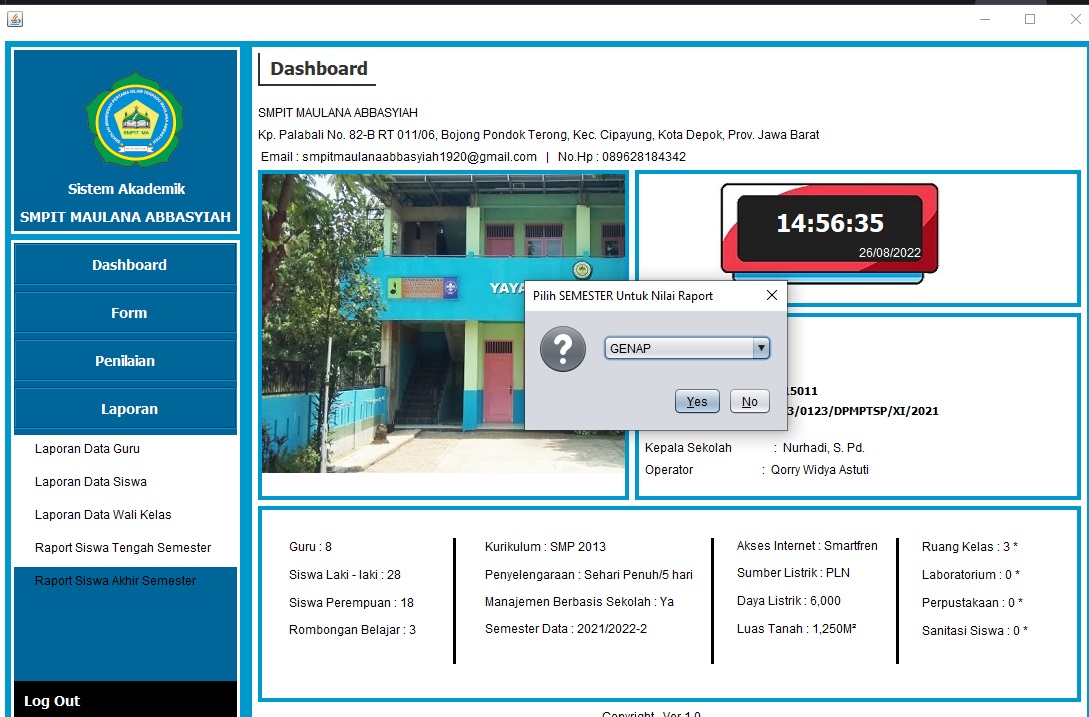 SMPIT MA
Sistem Akademik
SMPIT MAULANA ABBASYIAH
Dashboard
Form
Penilaian
Laporan
Laporan Data Guru
Laporan Data Siswa
Laporan Data Wali Kelas
Raport Siswa Tengah Semester
Raport Siswa Akhir Semester
Log Out
Dashboard
SMPIT MAULANA ABBASYIAH
Kp. Palabali No. 82-B RT 011/06, Bojong Pondok Terong, Kec. Cipayung, Kota Depok, Prov. Jawa Barat
Email : smpitmaulanaabbasyiah1920@gmail.com | No.Hp : 089628184342
YAYA
14:56:35
26/08/2022
Pilih SEMESTER Untuk Nilai Raport
?
GENAP
Yes No
15011
3/0123/DPMPTSP/XI/2021
Kepala Sekolah : Nurhadi, S. Pd.
Operator : Qorry Widya Astuti
Guru : 8
Siswa Laki - laki : 28
Siswa Perempuan : 18
Rombongan Belajar : 3
Kurikulum : SMP 2013
Penyelengaraan : Sehari Penuh/5 hari
Manajemen Berbasis Sekolah : Ya
Semester Data : 2021/2022-2
Akses Internet : Smartfren
Sumber Listrik : PLN
Daya Listrik : 6,000
Luas Tanah : 1,250M²
Ruang Kelas : 3 *
Laboratorium : 0 *
Perpustakaan : 0 *
Sanitasi Siswa : 0 *
Copyright Ver 1.0